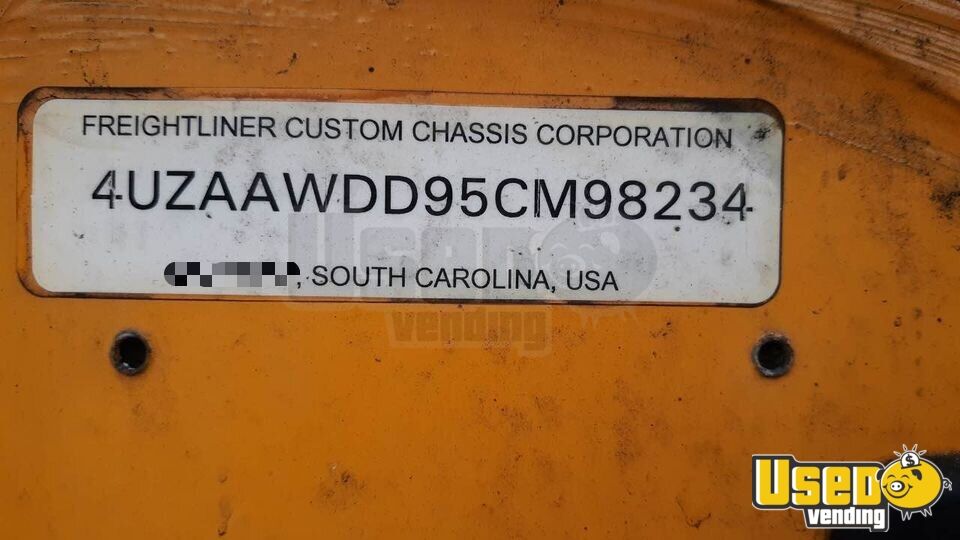 FREIGHTLINER CUSTOM CHASSIS CORPORATION
4UZAAWDD95CM98234
, SOUTH CAROLINA, USA
USED
vending
USED
vending